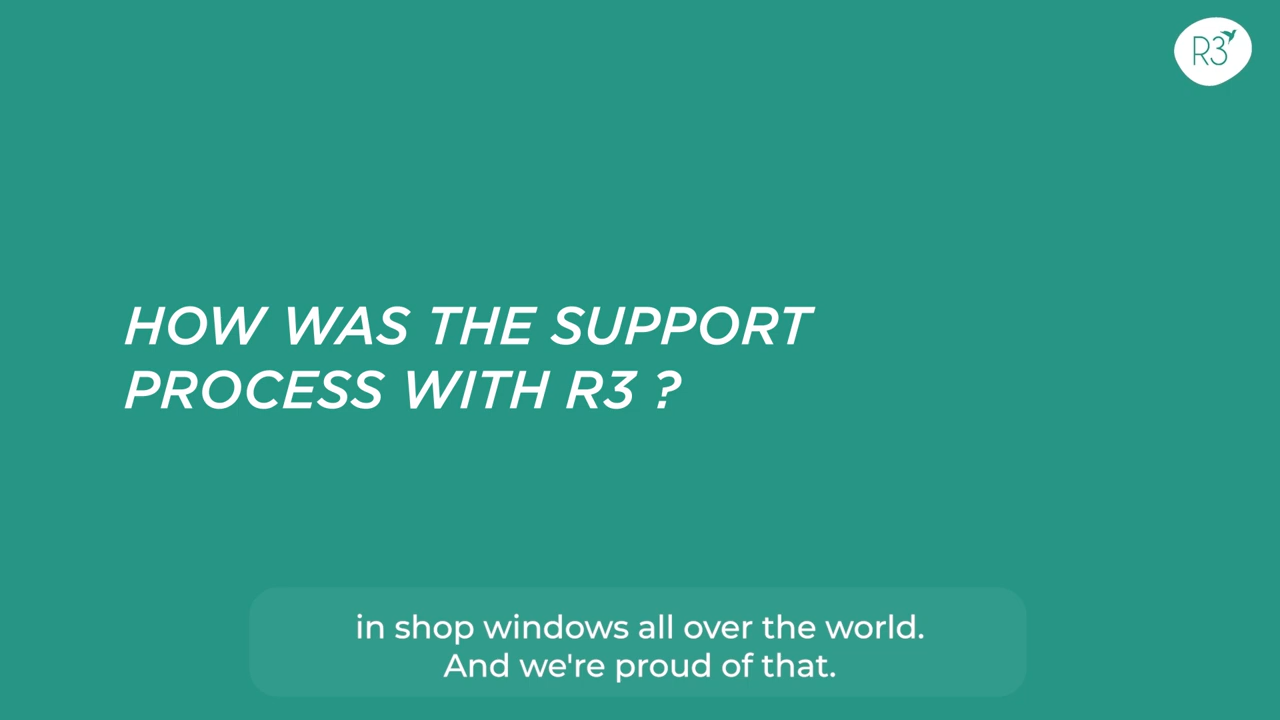 R3
HOW WAS THE SUPPORT
PROCESS WITH R3 ?
in shop windows all over the world.
And we're proud of that.